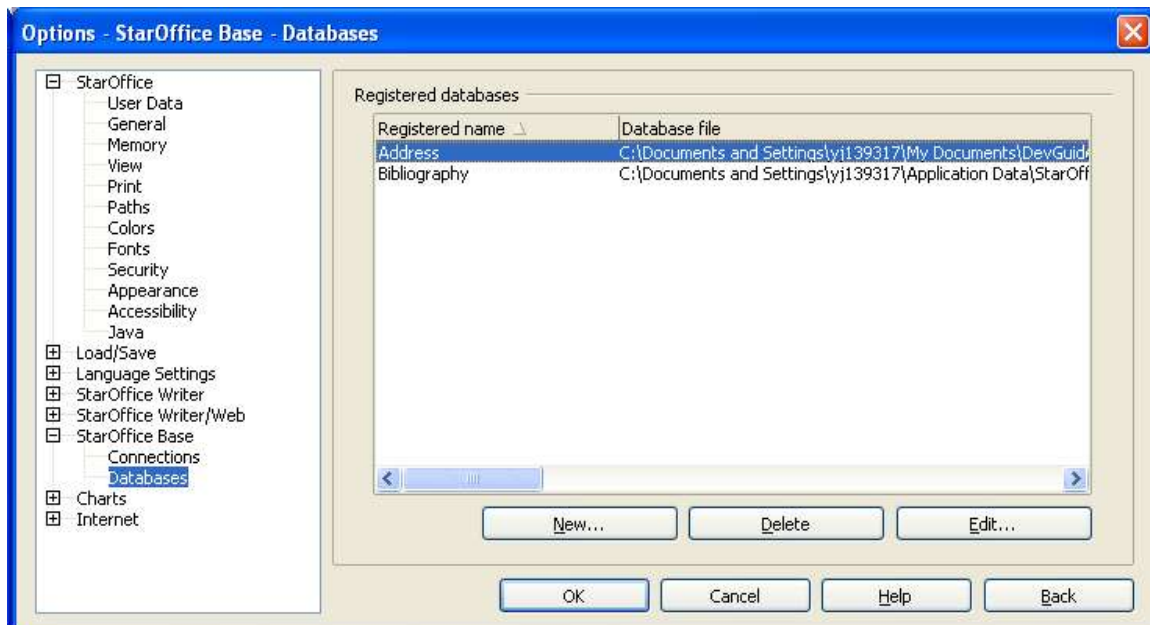 Options - StarOffice Base - Databases
StarOffice
User Data
General
Memory
View
Print
Paths
Colors
Fonts
Security
Appearance
Accessibility
Java
Load/Save
Language Settings
StarOffice Writer
StarOffice Writer/Web
StarOffice Base
Connections
Databases
Charts
Internet
Registered databases
Registered name Database file
Address C:\Documents and Settings\yj139317\My Documents\DevGuid
Bibliography C:\Documents and Settings\yj139317\Application Data\StarOff
New... Delete Edit...
OK Cancel Help Back